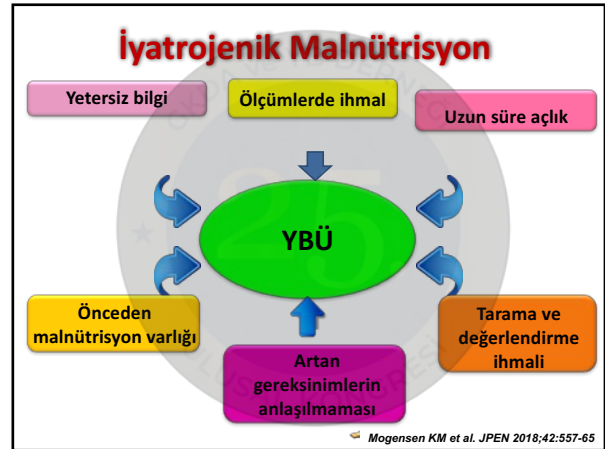 İyatrojenik Malnütrisyon
Yetersiz bilgi
Ölçümlerde ihmal
Uzun süre açlık
YBÜ
Önceden
malnütrisyon varlığı
Artan
gereksinimlerin
anlaşılmaması
Tarama ve
değerlendirme
ihmali
Mogensen KM et al. JPEN 2018;42:557-65